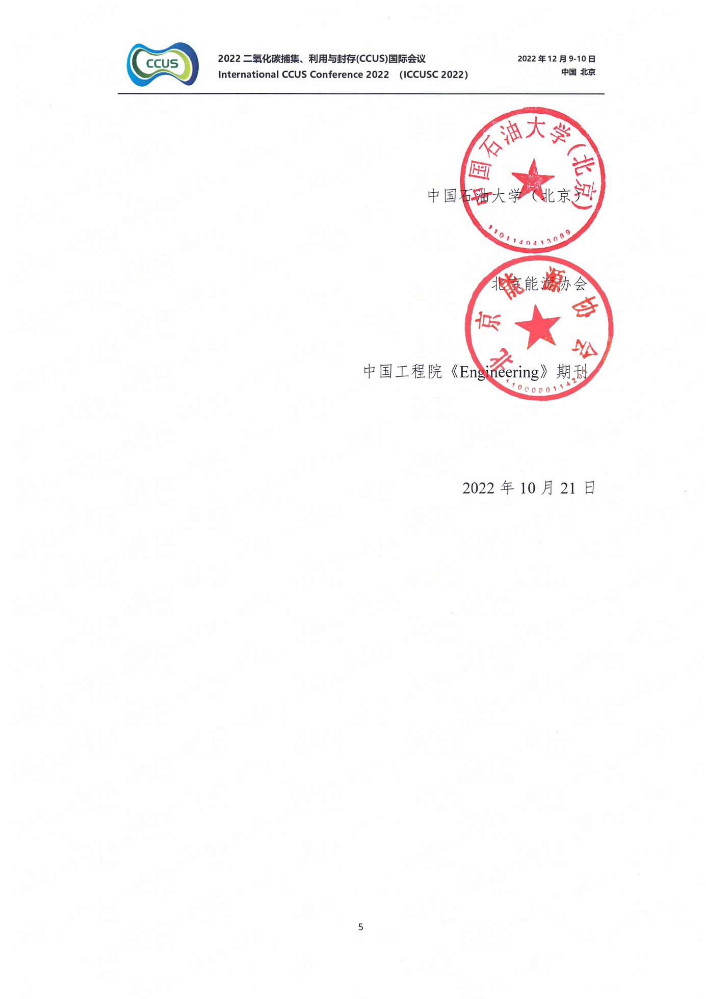 CCUS
2022 二氧化碳捕集、利用与封存(CCUS)国际会议
International CCUS Conference 2022 （ICCUSC 2022）
2022 年 12 月 9-10 日
中国 北京
中国石油大学(北京)
中国石油大学（北京）
1101140413089
北京能源协会
北京能源协会
中国工程院《Engineering》期刊
1100000114201
2022 年 10 月 21 日
5